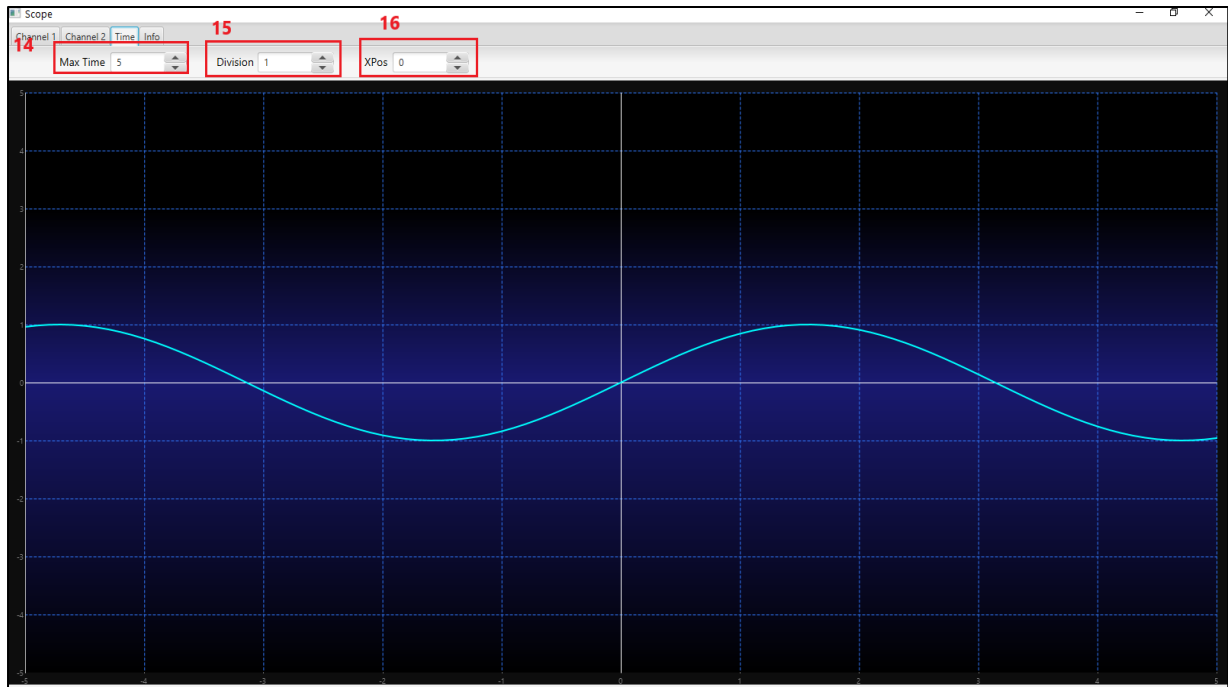 Scope
15
16
Channel 1 Channel 2 Time Info
14
Max Time 5
Division 1
XPos 0
5
4
3
2
1
0
-1
-2
-3
-4
-5
-5 -4 -3 -2 -1 0 1 2 3 4 5